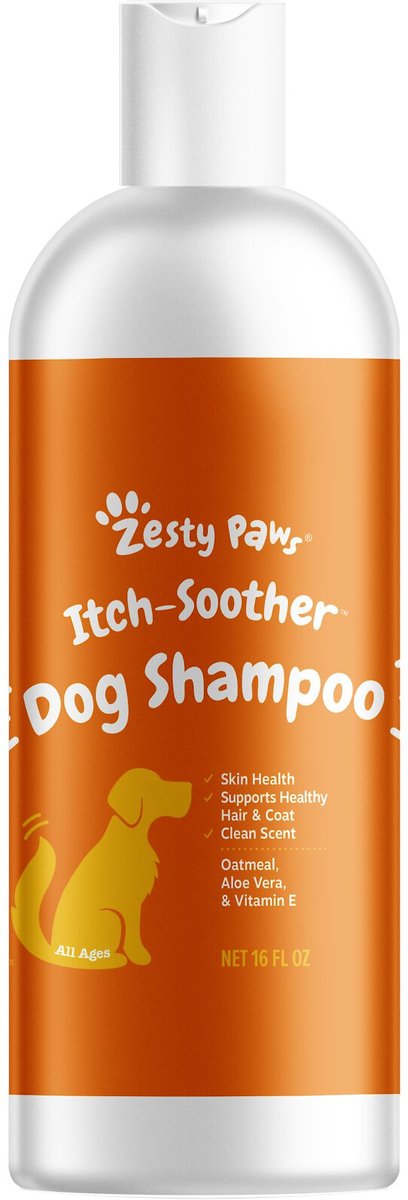 Zesty Paws®
Itch-Soother™
Dog Shampoo
✓ Skin Health
✓ Supports Healthy
Hair & Coat
✓ Clean Scent
Oatmeal,
Aloe Vera,
& Vitamin E
All Ages
NET 16 FL OZ